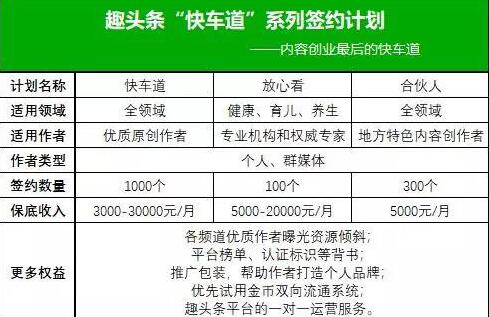 趣头条“快车道”系列签约计划
——内容创业最后的快车道
计划名称 快车道 放心看 合伙人
适用领域 全领域 健康、育儿、养生 全领域
适用作者 优质原创作者 专业机构和权威专家 地方特色内容创作者
作者类型 个人、群媒体
签约数量 1000个 100个 300个
保底收入 3000-30000元/月 5000-20000元/月 5000元/月
更多权益
各频道优质作者曝光资源倾斜；
平台榜单、认证标识等背书；
推广包装，帮助作者打造个人品牌；
优先试用金币双向流通系统；
趣头条平台的一对一运营服务。